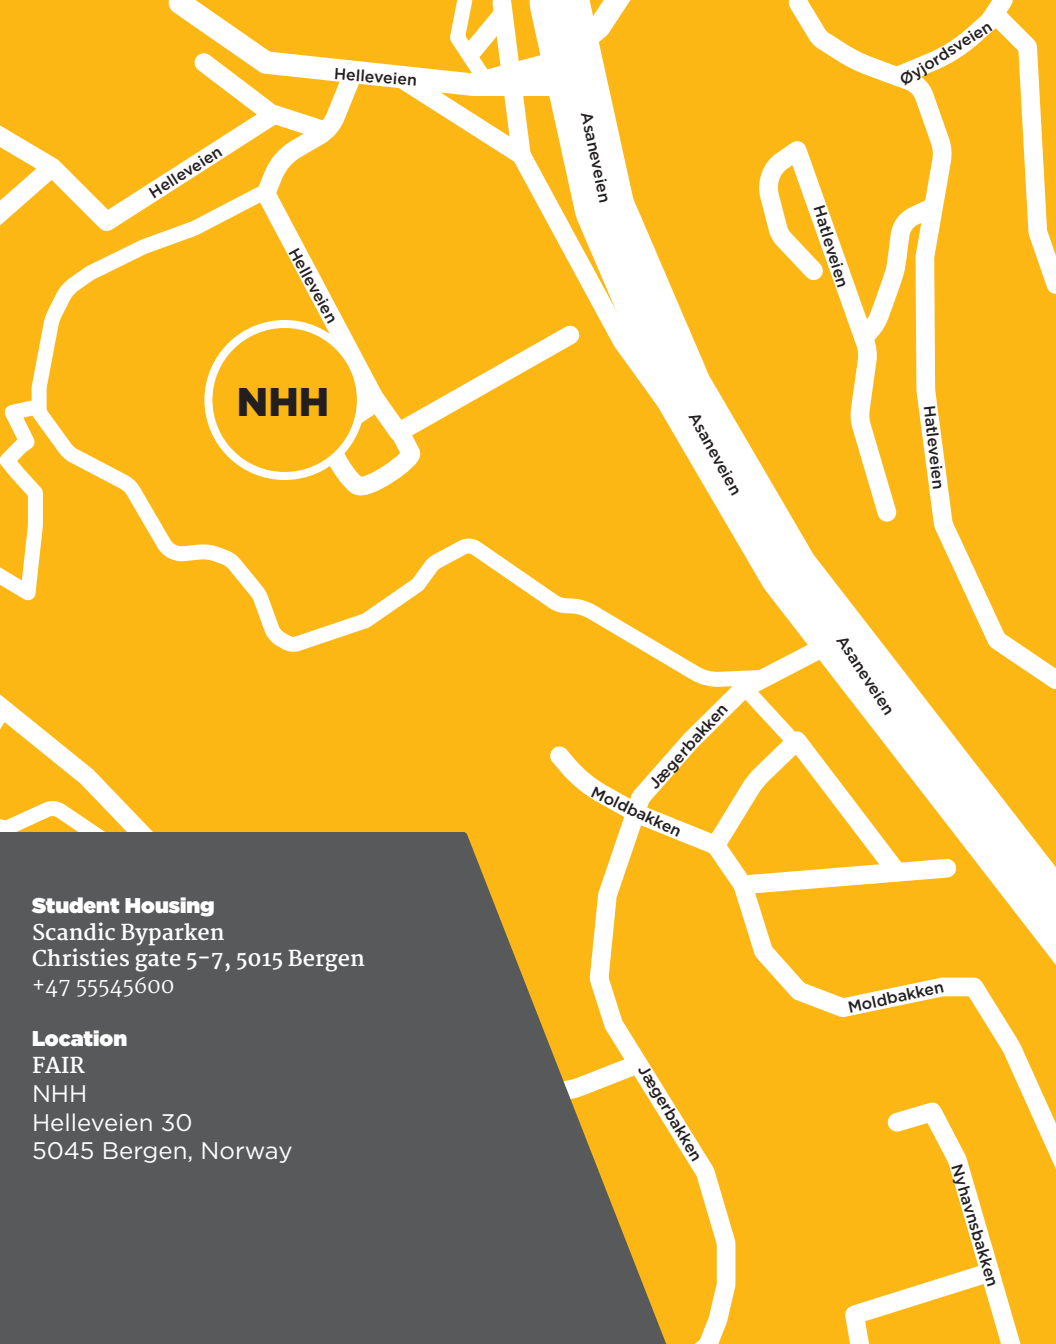 Øyjordsveien
Helleveien
Asaneveien
Helleveien
Hatleveien
Helleveien
NHH
Hatleveien
Asaneveien
Asaneveien
Jægerbakken
Moldbakken
Student Housing
Scandic Byparken
Christies gate 5-7, 5015 Bergen
+47 55545600
Location
FAIR
NHH
Helleveien 30
5045 Bergen, Norway
Moldbakken
Jægerbakken
Nyhavnsbakken